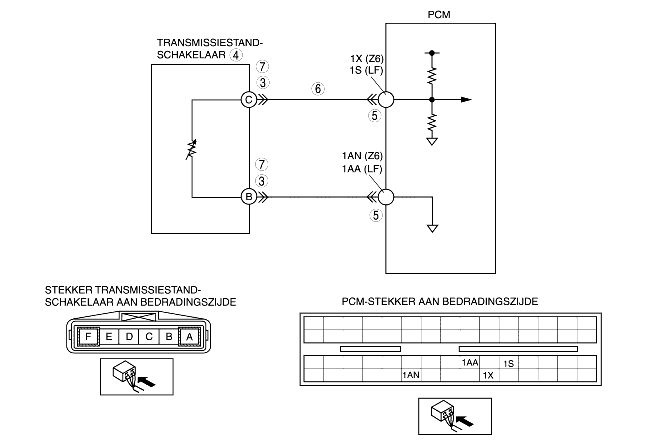 PCM
TRANSMISSIESTAND-
SCHAKELAAR ④
1X (Z6)
1S (LF)
⑦
③
⑥
C
⑤
1AN (Z6)
1AA (LF)
⑦
③
B
⑤
STEKKER TRANSMISSIESTAND-
SCHAKELAAR AAN BEDRADINGSZIJDE
PCM-STEKKER AAN BEDRADINGSZIJDE
F E D C B A
1AA 1S
1AN 1X